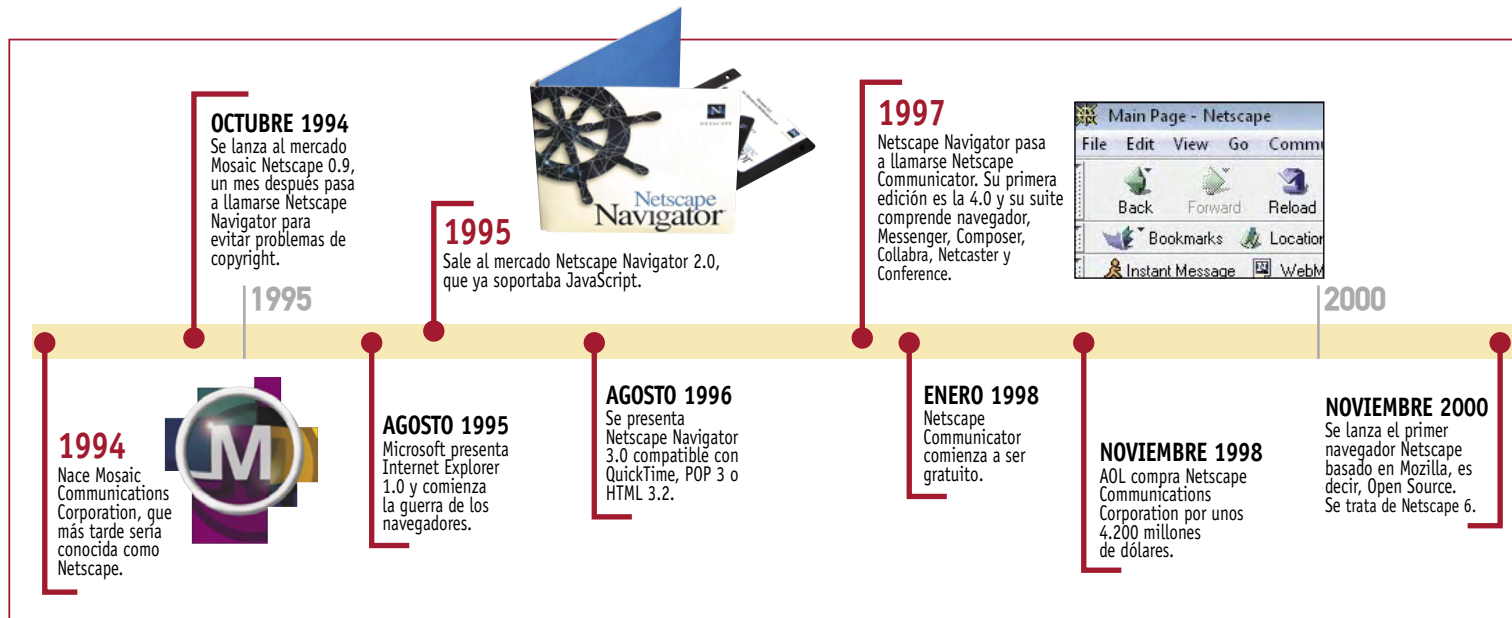 OCTUBRE 1994
Se lanza al mercado
Mosaic Netscape 0.9,
un mes después pasa
a llamarse Netscape
Navigator para
evitar problemas de
copyright.
1995
NETSCAPE
Netscape
Navigator
1995
Sale al mercado Netscape Navigator 2.0,
que ya soportaba JavaScript.
1997
Netscape Navigator pasa
a llamarse Netscape
Communicator. Su primera
edición es la 4.0 y su suite
comprende navegador,
Messenger, Composer,
Collabra, Netcaster y
Conference.
Main Page - Netscape
File Edit View Go Commu
Back Forward Reload
Bookmarks Location
Instant Message WebM
2000
1994
Nace Mosaic
Communications
Corporation, que
más tarde sería
conocida como
Netscape.
M
AGOSTO 1995
Microsoft presenta
Internet Explorer
1.0 y comienza
la guerra de los
navegadores.
AGOSTO 1996
Se presenta
Netscape Navigator
3.0 compatible con
QuickTime, POP 3 o
HTML 3.2.
ENERO 1998
Netscape
Communicator
comienza a ser
gratuito.
NOVIEMBRE 1998
AOL compra Netscape
Communications
Corporation por unos
4.200 millones
de dólares.
NOVIEMBRE 2000
Se lanza el primer
navegador Netscape
basado en Mozilla, es
decir, Open Source.
Se trata de Netscape 6.